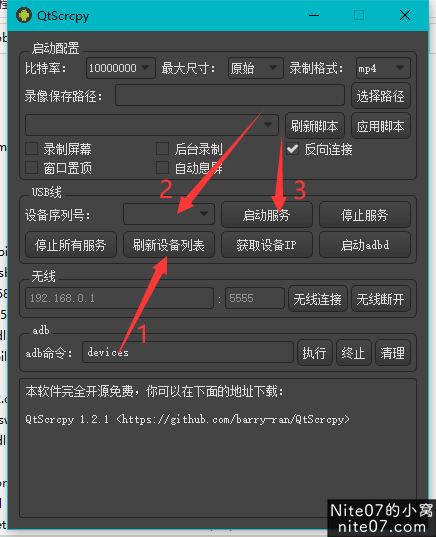 QtScrcpy
启动配置
比特率： 10000000 最大尺寸： 原始 录制格式： mp4
录像保存路径： 选择路径
刷新脚本 应用脚本
录制屏幕 后台录制 反向连接
窗口置顶 自动息屏
2 3
USB线
设备序列号： 启动服务 停止服务
停止所有服务 刷新设备列表 获取设备IP 启动adbd
无线
192.168.0.1 : 5555 无线连接 无线断开
1
adb
adb命令： devices 执行 终止 清理
本软件完全开源免费，你可以在下面的地址下载：
QtScrcpy 1.2.1 <https://github.com/barry-ran/QtScrcpy>
Nite07的小窝
nite07.com